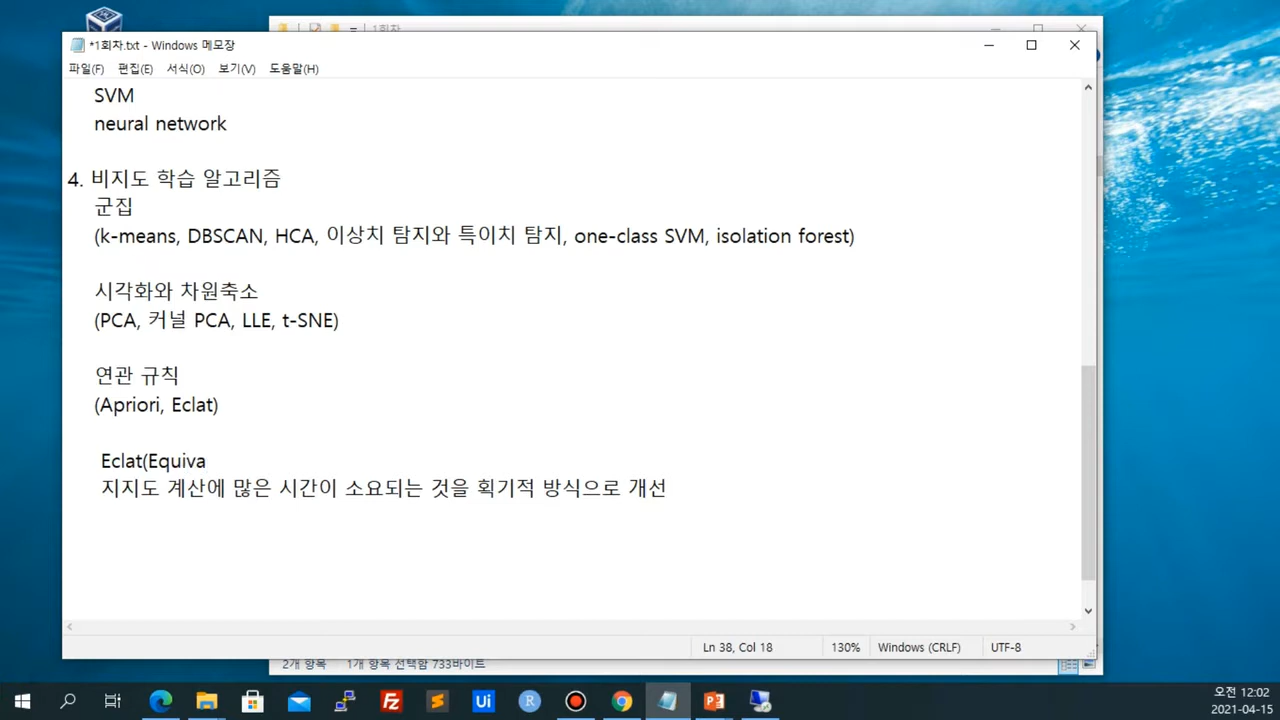 1회차
*1회차.txt - Windows 메모장
파일(F) 편집(E) 서식(O) 보기(V) 도움말(H)
SVM
neural network
4. 비지도 학습 알고리즘
군집
(k-means, DBSCAN, HCA, 이상치 탐지와 특이치 탐지, one-class SVM, isolation forest)
시각화와 차원축소
(PCA, 커널 PCA, LLE, t-SNE)
연관 규칙
(Apriori, Eclat)
Eclat(Equiva
지지도 계산에 많은 시간이 소요되는 것을 획기적 방식으로 개선
Ln 38, Col 18 130% Windows (CRLF) UTF-8
2개 항목 1개 항목 선택함 733바이트
Ui R
오전 12:02
2021-04-15